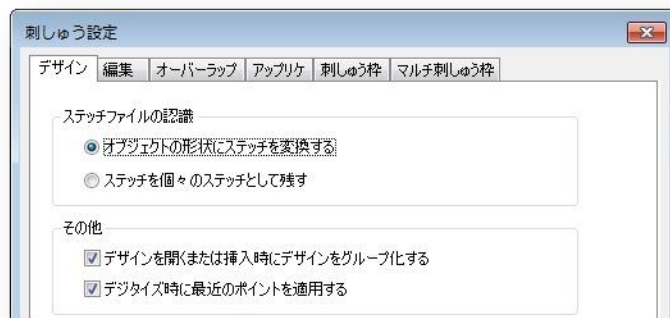 刺しゅう設定
デザイン 編集 オーバーラップ アップリケ 刺しゅう枠 マルチ刺しゅう枠
ステッチファイルの認識
オブジェクトの形状にステッチを変換する
ステッチを個々のステッチとして残す
その他
デザインを開くまたは挿入時にデザインをグループ化する
デジタイズ時に最近のポイントを適用する